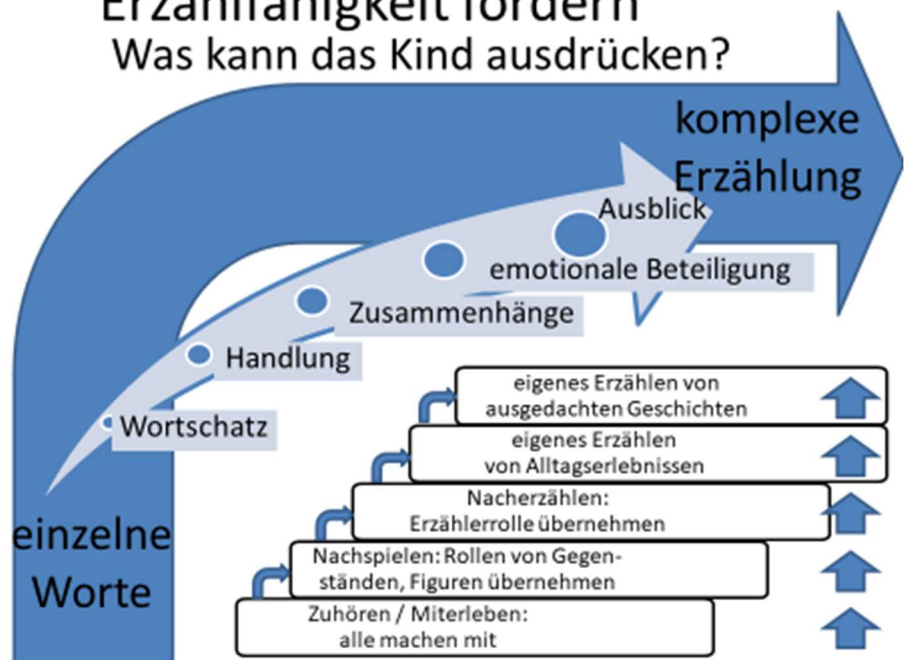 Erzählfähigkeit fördern
Was kann das Kind ausdrücken?
komplexe
Erzählung
Ausblick
emotionale Beteiligung
Zusammenhänge
Handlung
Wortschatz
einzelne
Worte
eigenes Erzählen von
ausgedachten Geschichten
eigenes Erzählen
von Alltagserlebnissen
Nacherzählen:
Erzählerrolle übernehmen
Nachspielen: Rollen von Gegen-
ständen, Figuren übernehmen
Zuhören / Miterleben:
alle machen mit